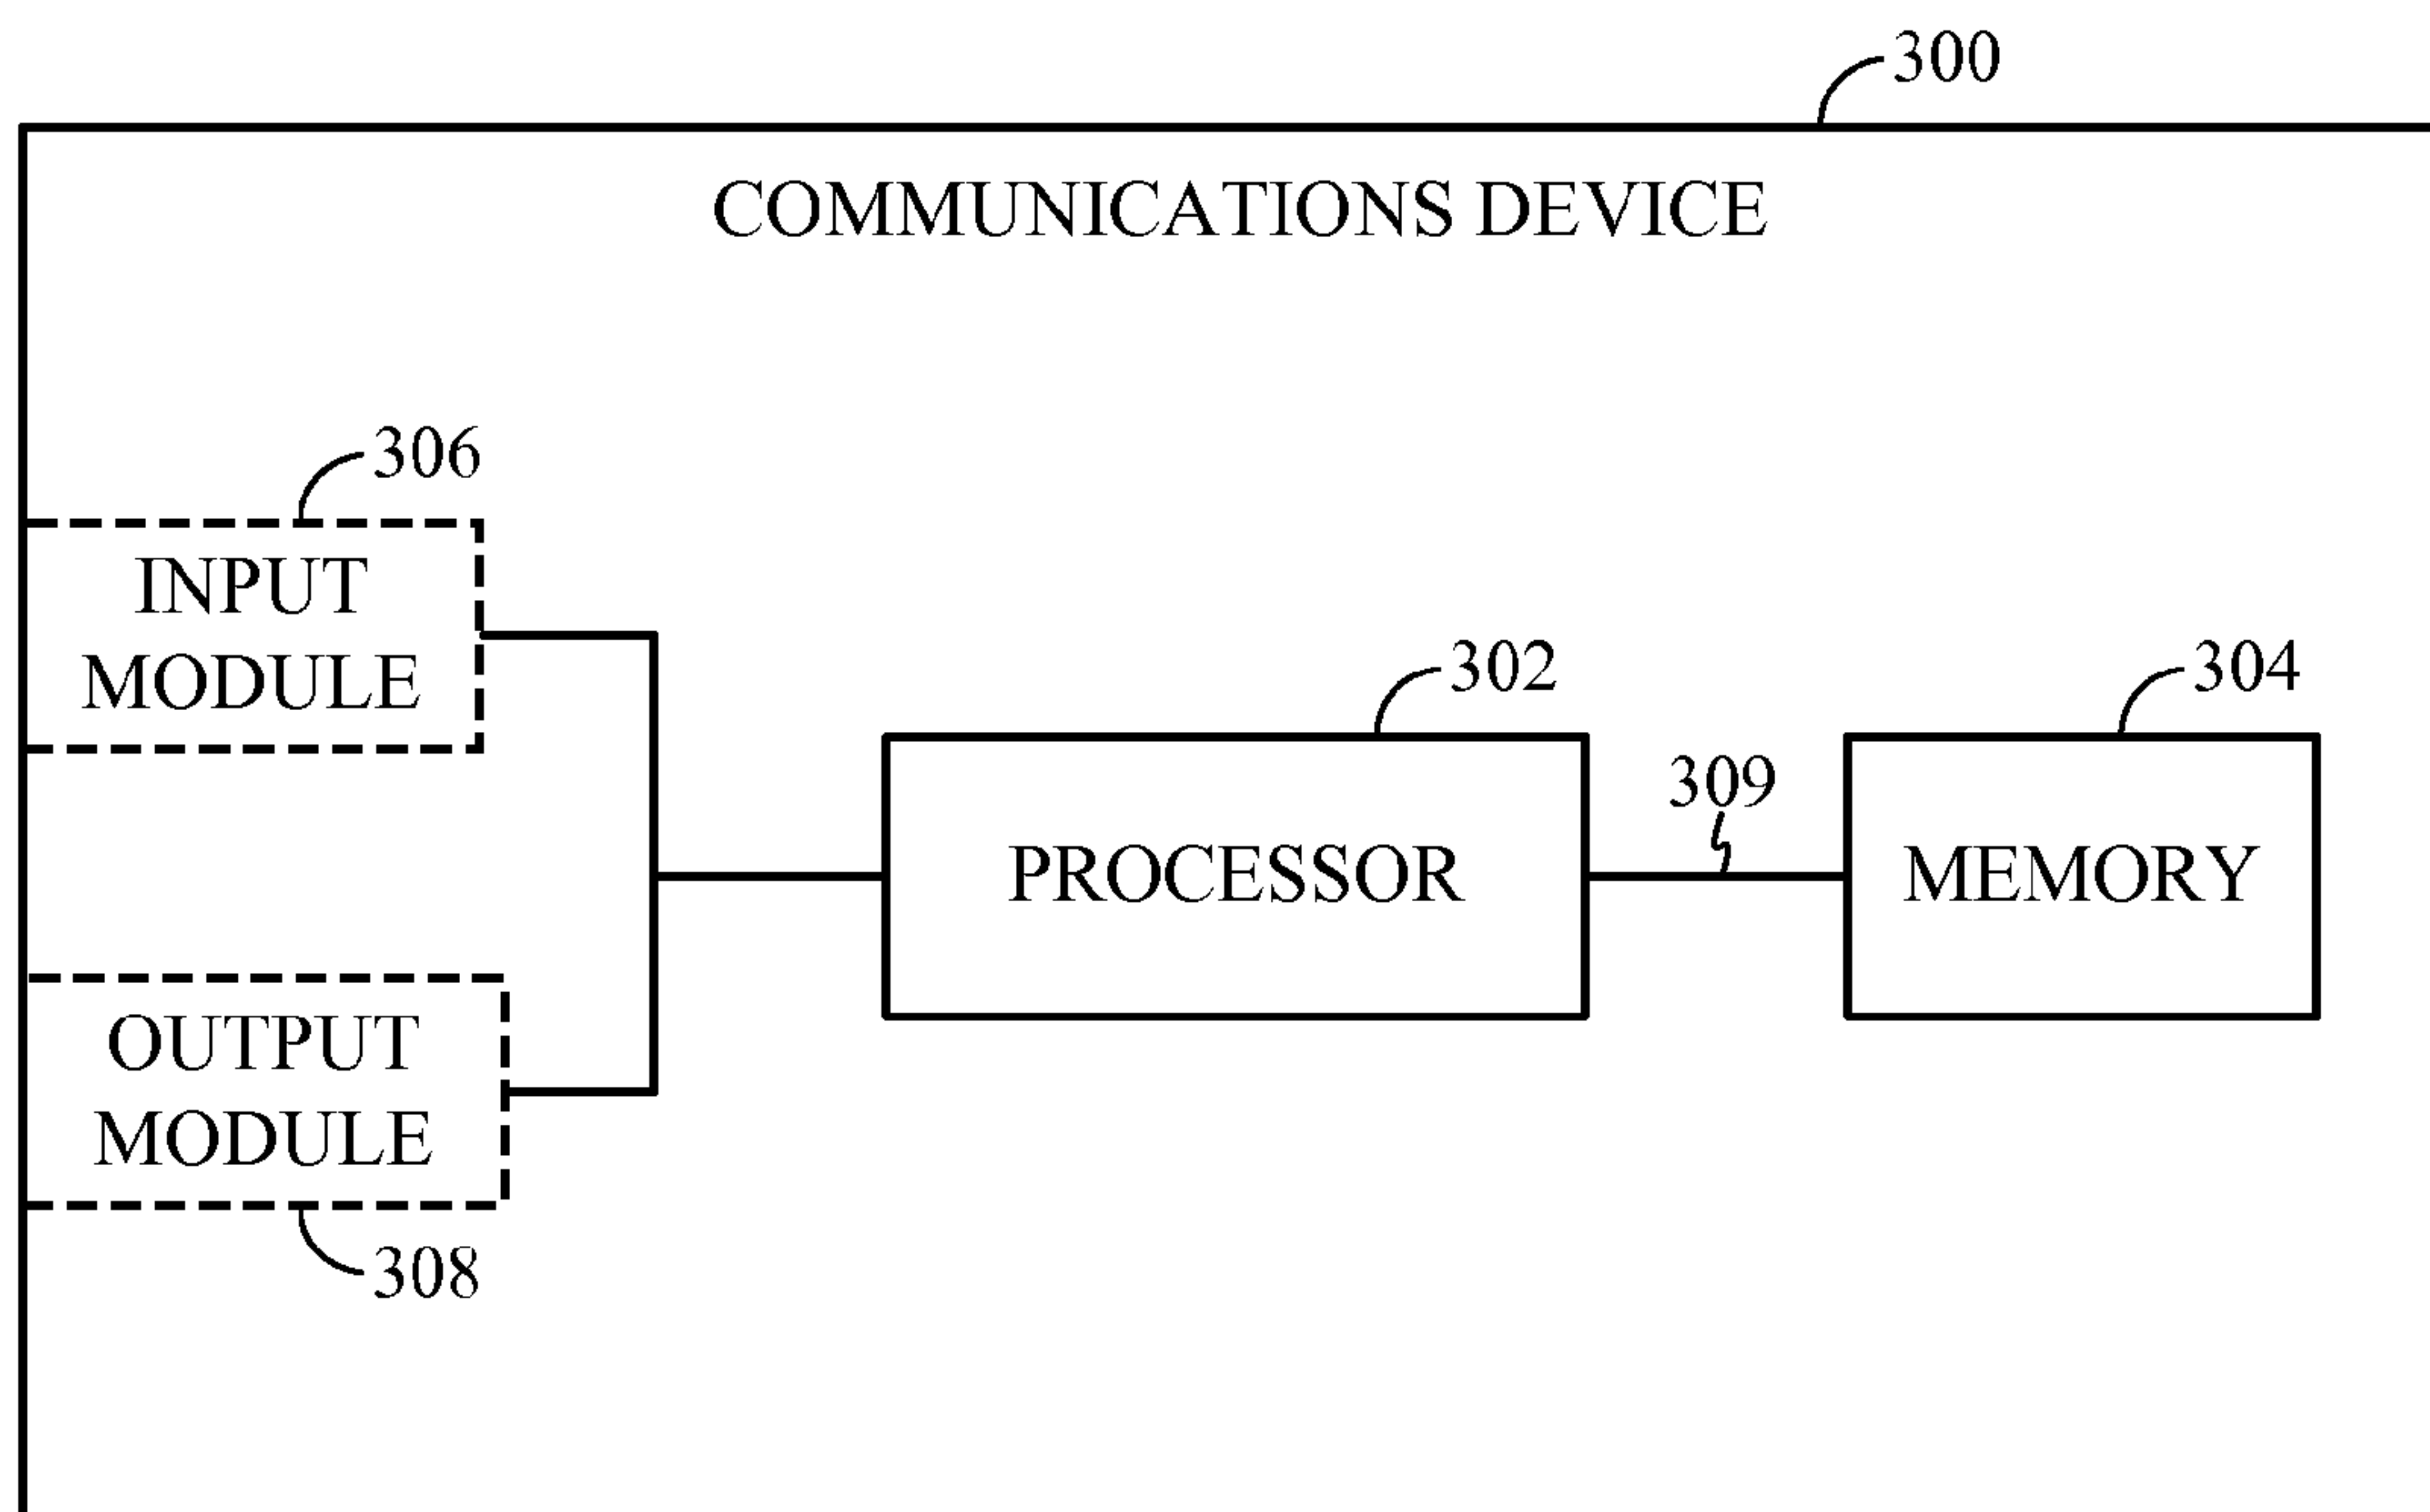 300
COMMUNICATIONS DEVICE
306
INPUT
MODULE
302
304
309
PROCESSOR
MEMORY
OUTPUT
MODULE
308